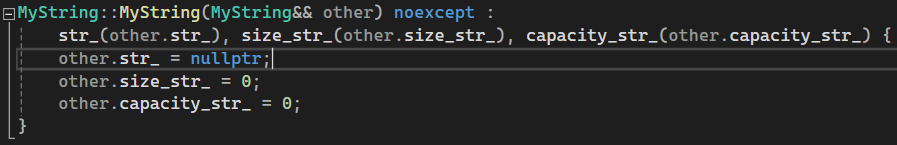 MyString::MyString(MyString&& other) noexcept :
str_(other.str_), size_str_(other.size_str_), capacity_str_(other.capacity_str_) {
other.str_ = nullptr;
other.size_str_ = 0;
other.capacity_str_ = 0;
}